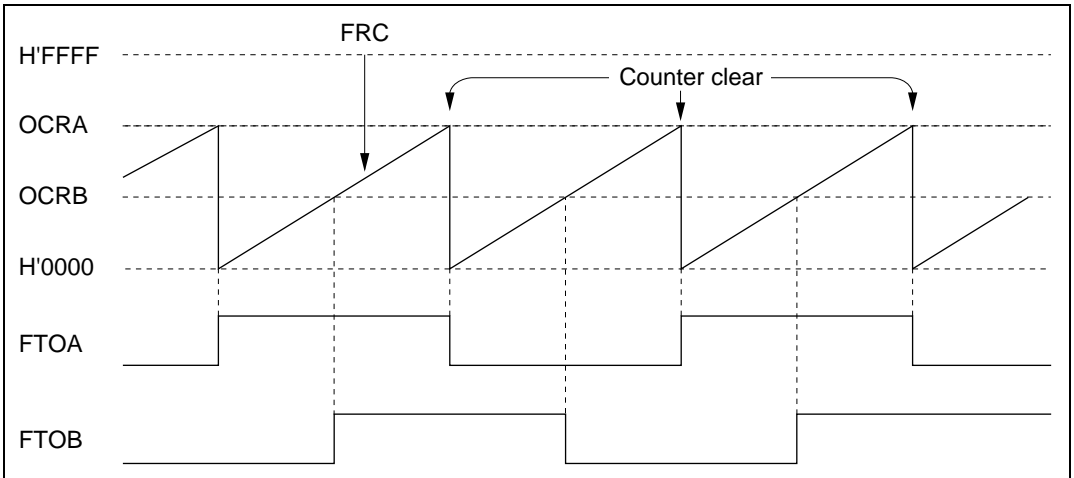 FRC
H'FFFF
Counter clear
OCRA
OCRB
H'0000
FTOA
FTOB